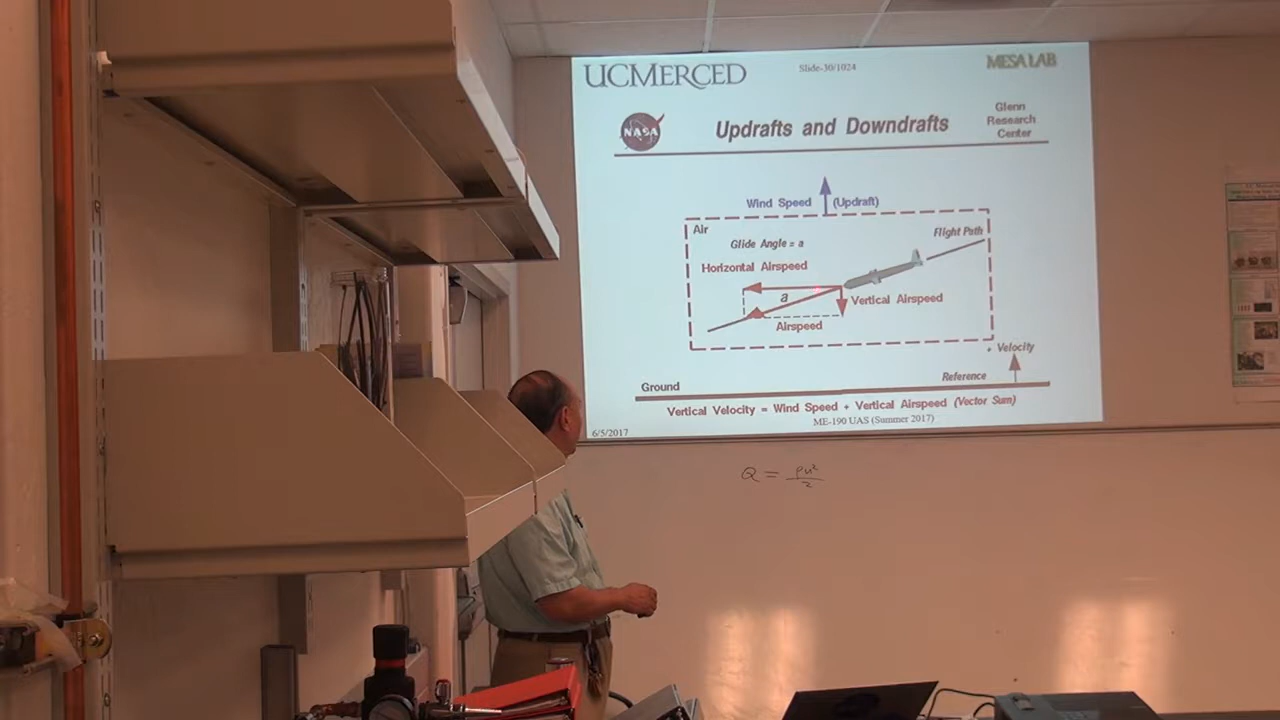 UCMERCED
Slide-30/1024
MESA LAB
NASA
Updrafts and Downdrafts
Glenn
Research
Center
Wind Speed (Updraft)
Air
Flight Path
Glide Angle = a
Horizontal Airspeed
a
Vertical Airspeed
Airspeed
+ Velocity
Reference
Ground
Vertical Velocity = Wind Speed + Vertical Airspeed (Vector Sum)
6/5/2017
ME-190 UAS (Summer 2017)
Q = ρu²/2